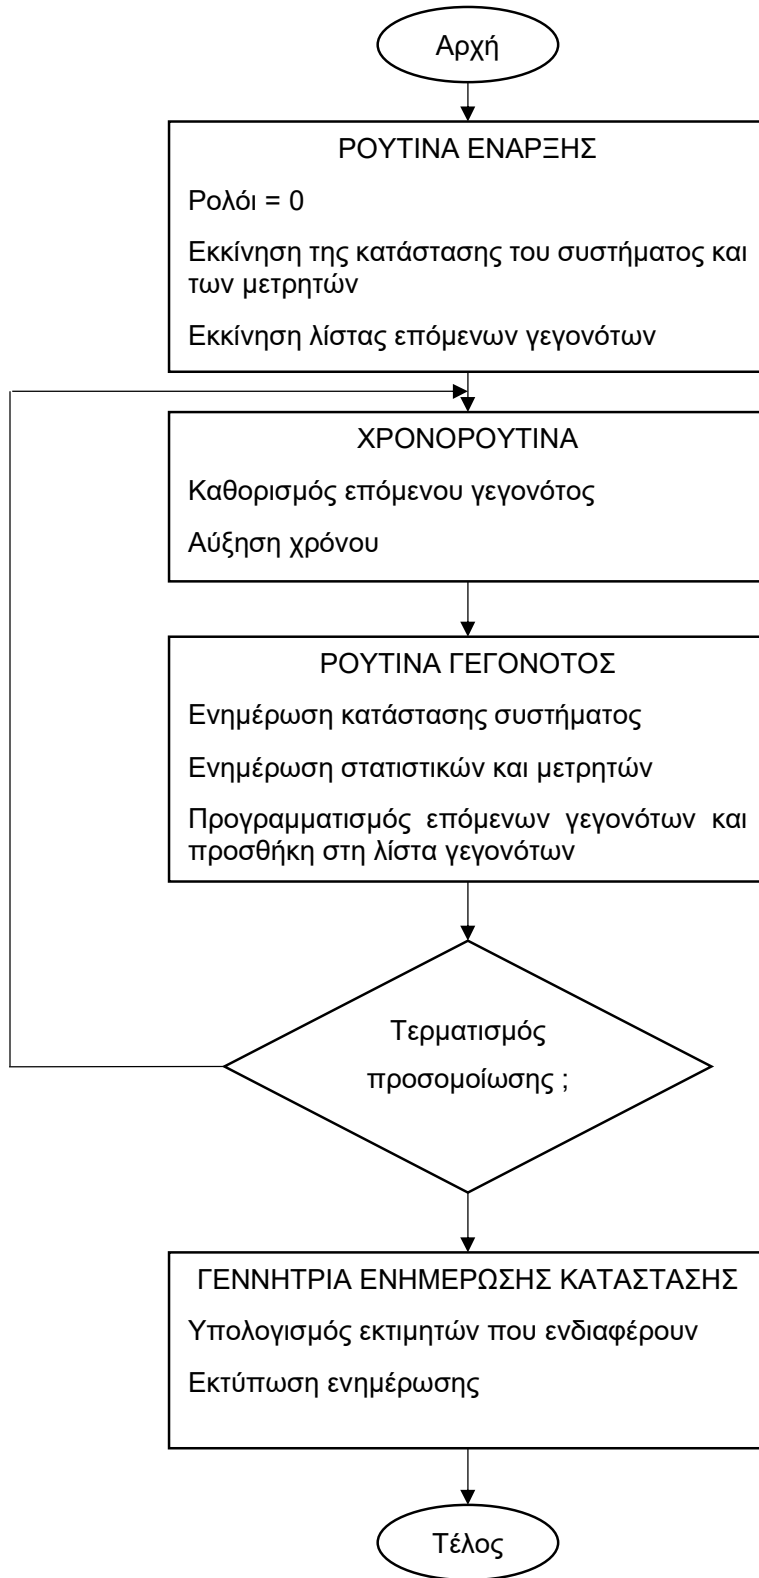 Αρχή
ΡΟΥΤΙΝΑ ΕΝΑΡΞΗΣ
Ρολόι = 0
Εκκίνηση της κατάστασης του συστήματος και
των μετρητών
Εκκίνηση λίστας επόμενων γεγονότων
ΧΡΟΝΟΡΟΥΤΙΝΑ
Καθορισμός επόμενου γεγονότος
Αύξηση χρόνου
ΡΟΥΤΙΝΑ ΓΕΓΟΝΟΤΟΣ
Ενημέρωση κατάστασης συστήματος
Ενημέρωση στατιστικών και μετρητών
Προγραμματισμός επόμενων γεγονότων και
προσθήκη στη λίστα γεγονότων
Τερματισμός
προσομοίωσης ;
ΓΕΝΝΗΤΡΙΑ ΕΝΗΜΕΡΩΣΗΣ ΚΑΤΑΣΤΑΣΗΣ
Υπολογισμός εκτιμητών που ενδιαφέρουν
Εκτύπωση ενημέρωσης
Τέλος